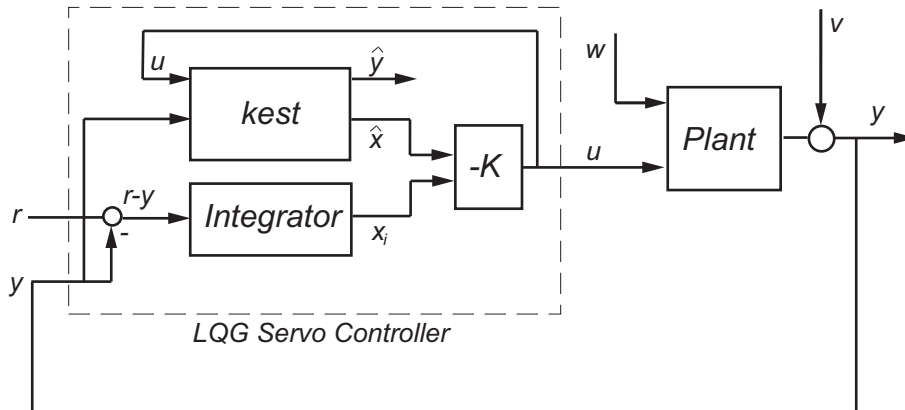 u
ŷ
kest
x̂
-K
r
r-y
-
Integrator
xᵢ
y
LQG Servo Controller
u
w
Plant
v
y